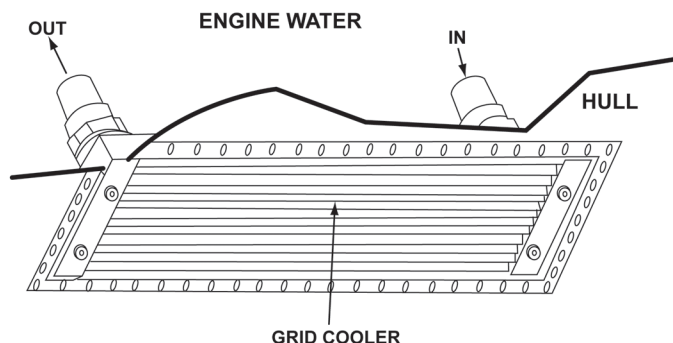 ENGINE WATER
OUT
IN
HULL
GRID COOLER